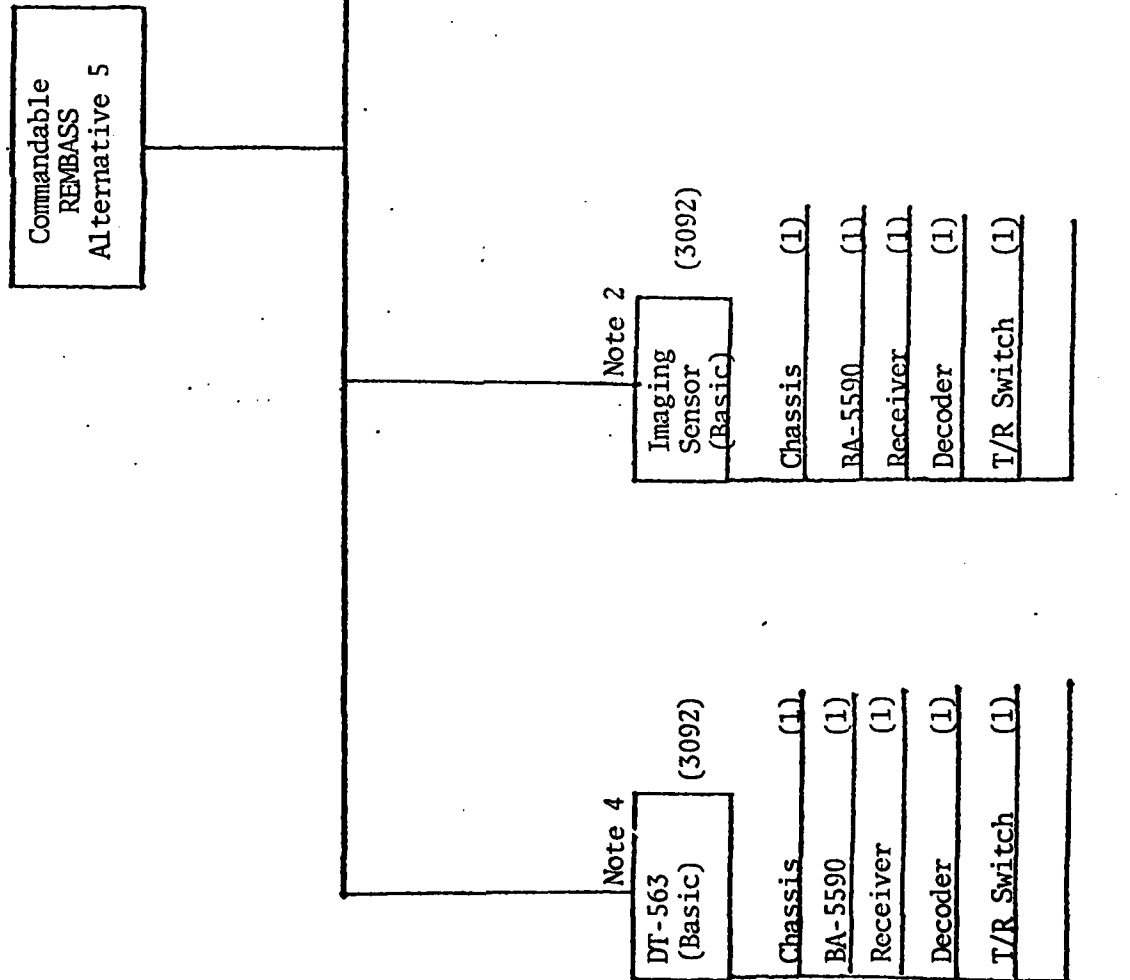 Commandable
REMBASS
Alternative 5
Note 4
DT-563
(Basic)
(3092)
Chassis (1)
BA-5590 (1)
Receiver (1)
Decoder (1)
T/R Switch (1)
Note 2
Imaging
Sensor
(Basic)
(3092)
Chassis (1)
BA-5590 (1)
Receiver (1)
Decoder (1)
T/R Switch (1)